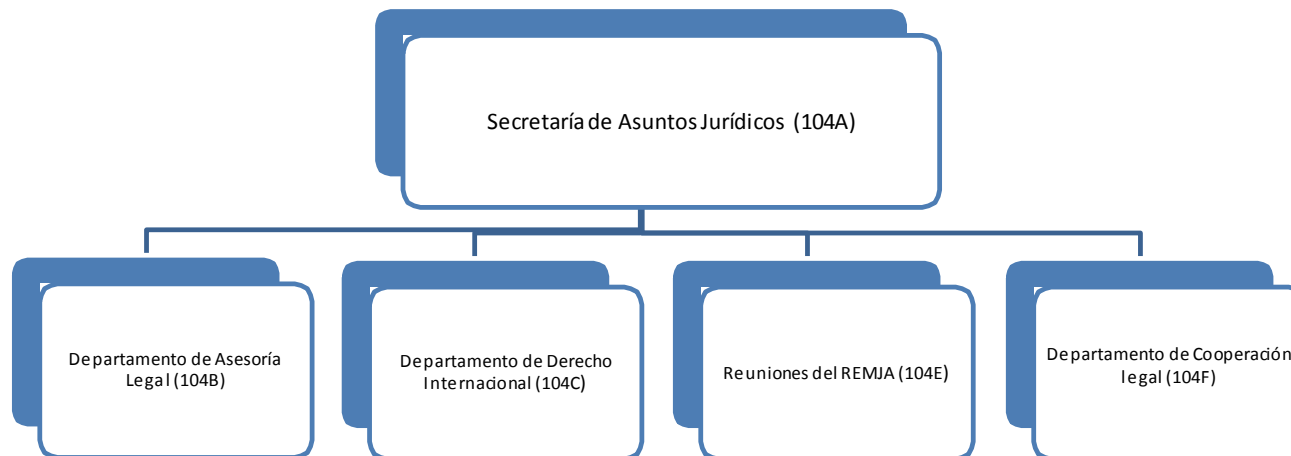 Secretaría de Asuntos Jurídicos (104A)
Departamento de Asesoría
Legal (104B)
Departamento de Derecho
Internacional (104C)
Reuniones del REMJA (104E)
Departamento de Cooperación
legal (104F)